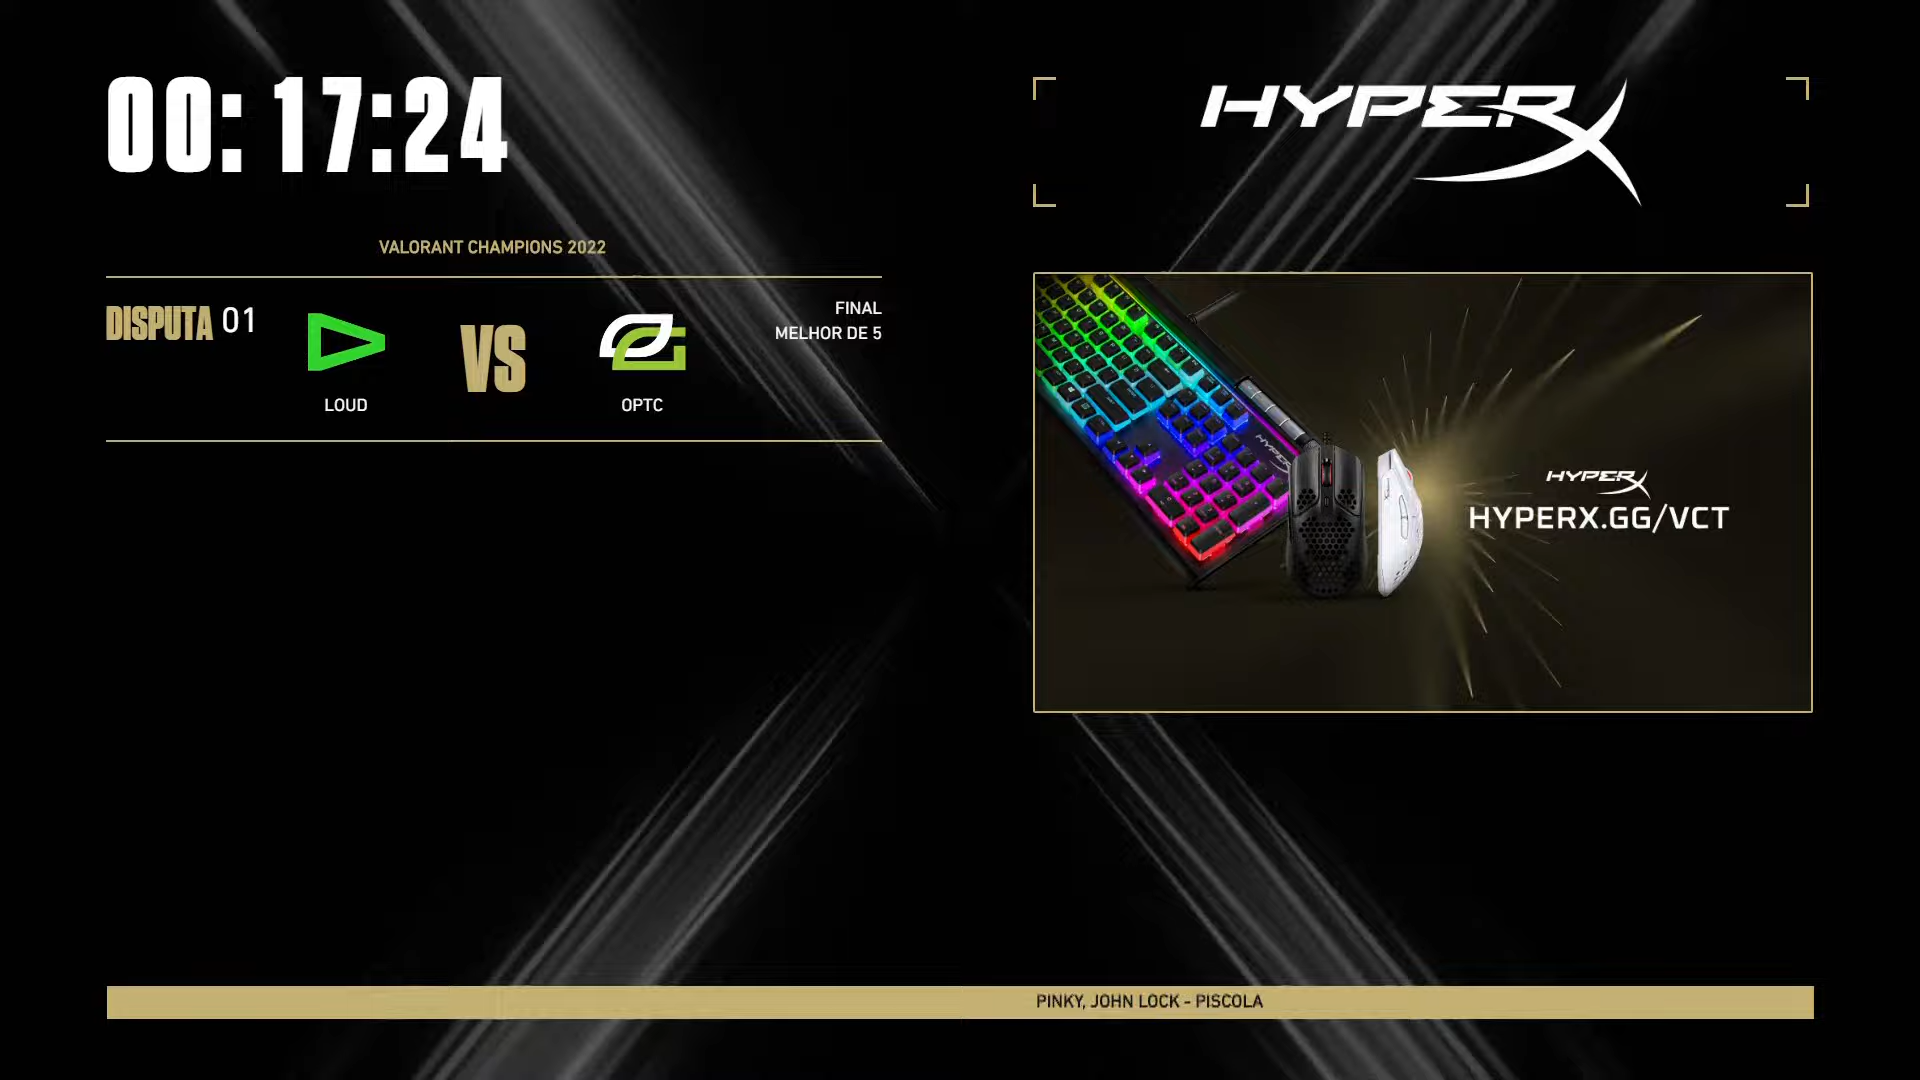 00:17:24
VALORANT CHAMPIONS 2022
DISPUTA 01
LOUD
VS
OPTC
FINAL
MELHOR DE 5
HYPERX
HYPERX
HYPERX
HYPERX.GG/VCT
PINKY, JOHN LOCK - PISCOLA